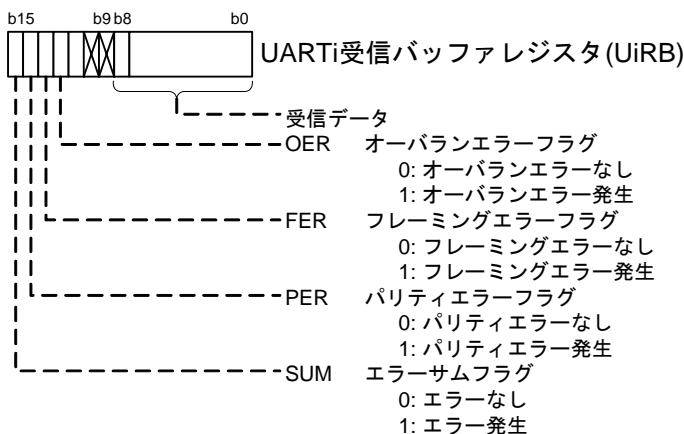 b15 b9 b8 b0
UARTi受信バッファレジスタ(UiRB)
受信データ
OER オーバランエラーフラグ
0: オーバランエラーなし
1: オーバランエラー発生
FER フレーミングエラーフラグ
0: フレーミングエラーなし
1: フレーミングエラー発生
PER パリティエラーフラグ
0: パリティエラーなし
1: パリティエラー発生
SUM エラーサムフラグ
0: エラーなし
1: エラー発生